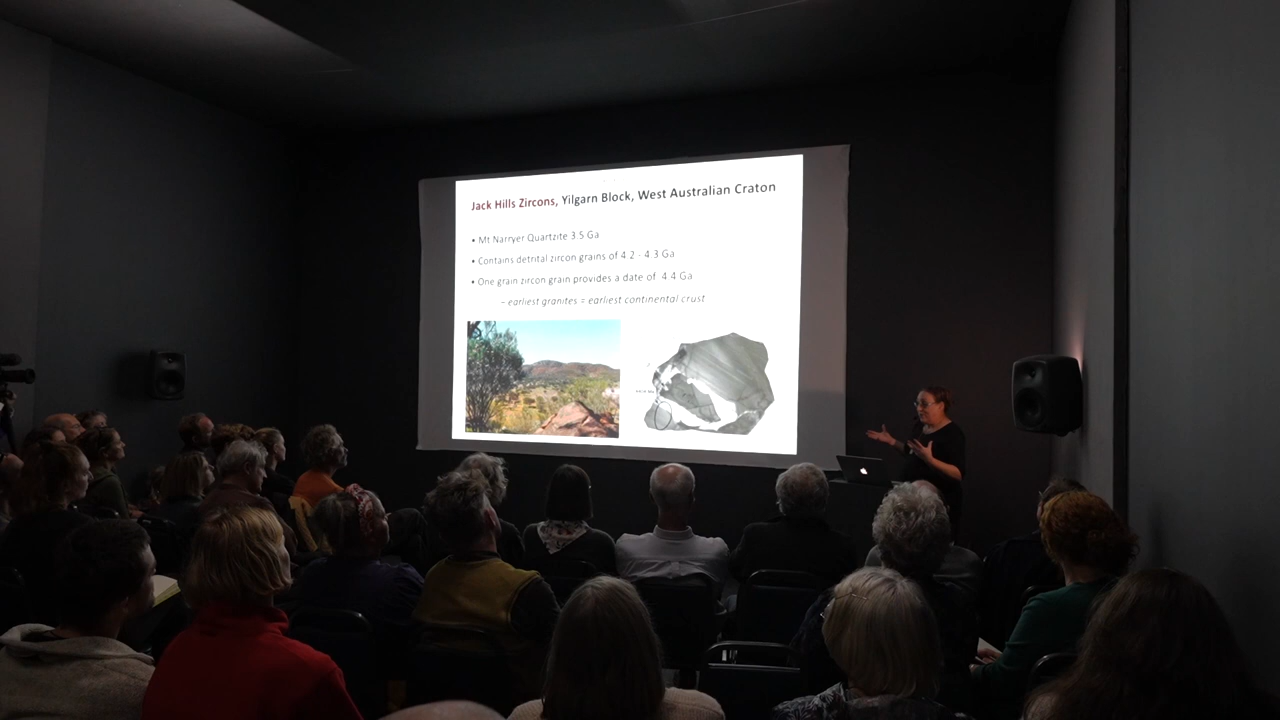 Jack Hills Zircons, Yilgarn Block, West Australian Craton
• Mt Narryer Quartzite 3.5 Ga
• Contains detrital zircon grains of 4.2 - 4.3 Ga
• One grain zircon grain provides a date of 4.4 Ga
– earliest granites = earliest continental crust